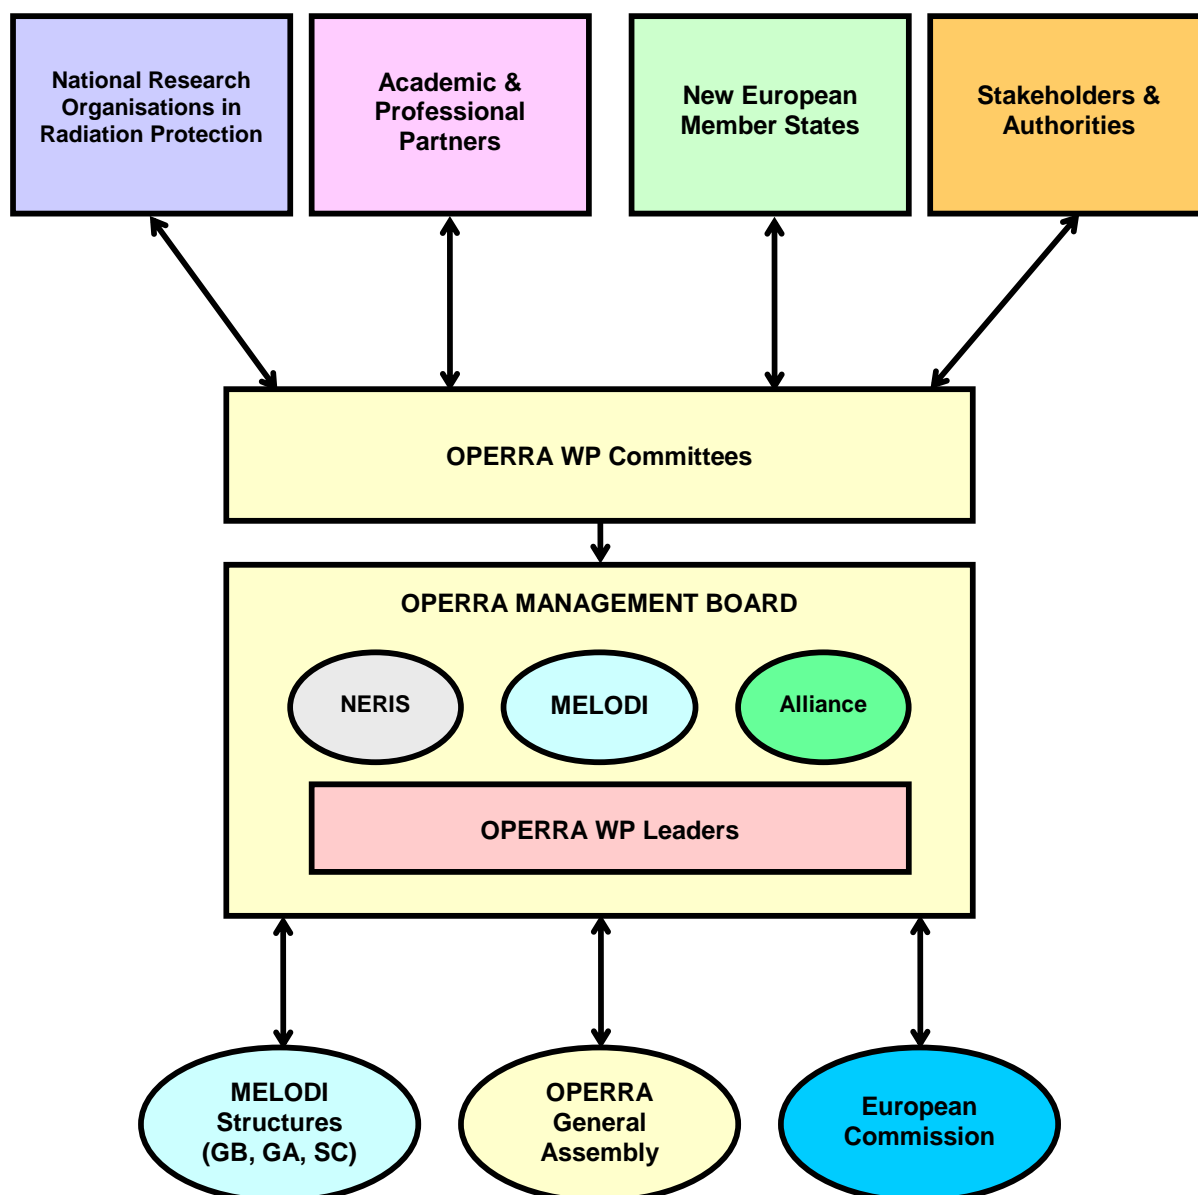 National Research
Organisations in
Radiation Protection
Academic &
Professional
Partners
New European
Member States
Stakeholders &
Authorities
OPERRA WP Committees
OPERRA MANAGEMENT BOARD
NERIS
MELODI
Alliance
OPERRA WP Leaders
MELODI
Structures
(GB, GA, SC)
OPERRA
General
Assembly
European
Commission